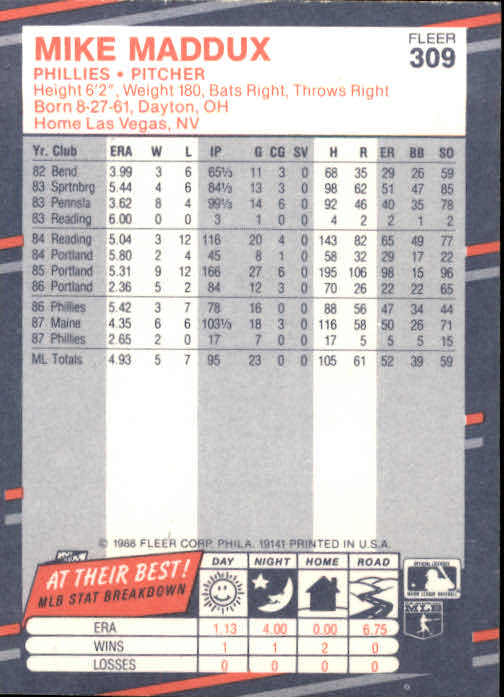 MIKE MADDUX
FLEER
309
PHILLIES • PITCHER
Height 6'2", Weight 180, Bats Right, Throws Right
Born 8-27-61, Dayton, OH
Home Las Vegas, NV
Yr. Club ERA W L IP G CG SV H R ER BB SO
82 Bend 3.99 3 6 65⅓ 11 3 0 68 35 29 26 59
83 Sprtnbrg 5.44 4 6 84⅓ 13 3 0 98 62 51 47 85
83 Pennsla 3.62 8 4 99⅓ 14 6 0 92 46 40 35 78
83 Reading 6.00 0 0 3 1 0 0 4 2 2 1 2
84 Reading 5.04 3 12 116 20 4 0 143 82 65 49 77
84 Portland 5.80 2 4 45 8 1 0 58 32 29 17 22
85 Portland 5.31 9 12 166 27 6 0 195 106 98 15 96
86 Portland 2.36 5 2 84 12 3 0 70 26 22 22 65
86 Phillies 5.42 3 7 78 16 0 0 88 56 47 34 44
87 Maine 4.35 6 6 103⅓ 18 3 0 116 58 50 26 71
87 Phillies 2.65 2 0 17 7 0 0 17 5 5 5 15
ML Totals 4.93 5 7 95 23 0 0 105 61 52 39 59
© 1988 FLEER CORP. PHILA. 19141 PRINTED IN U.S.A.
AT THEIR BEST!
MLB STAT BREAKDOWN
DAY NIGHT HOME ROAD
ERA 1.13 4.00 0.00 6.75
WINS 1 1 2 0
LOSSES 0 0 0 0
OFFICIAL LICENSEE
MAJOR LEAGUE BASEBALL